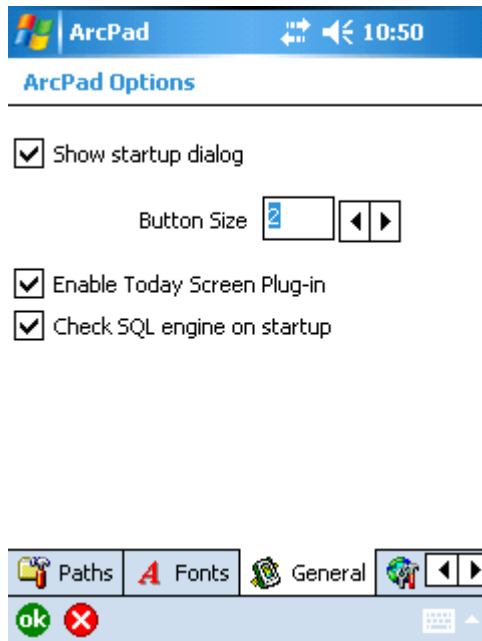 ArcPad 10:50
ArcPad Options
Show startup dialog
Button Size 2
Enable Today Screen Plug-in
Check SQL engine on startup
Paths A Fonts General
ok